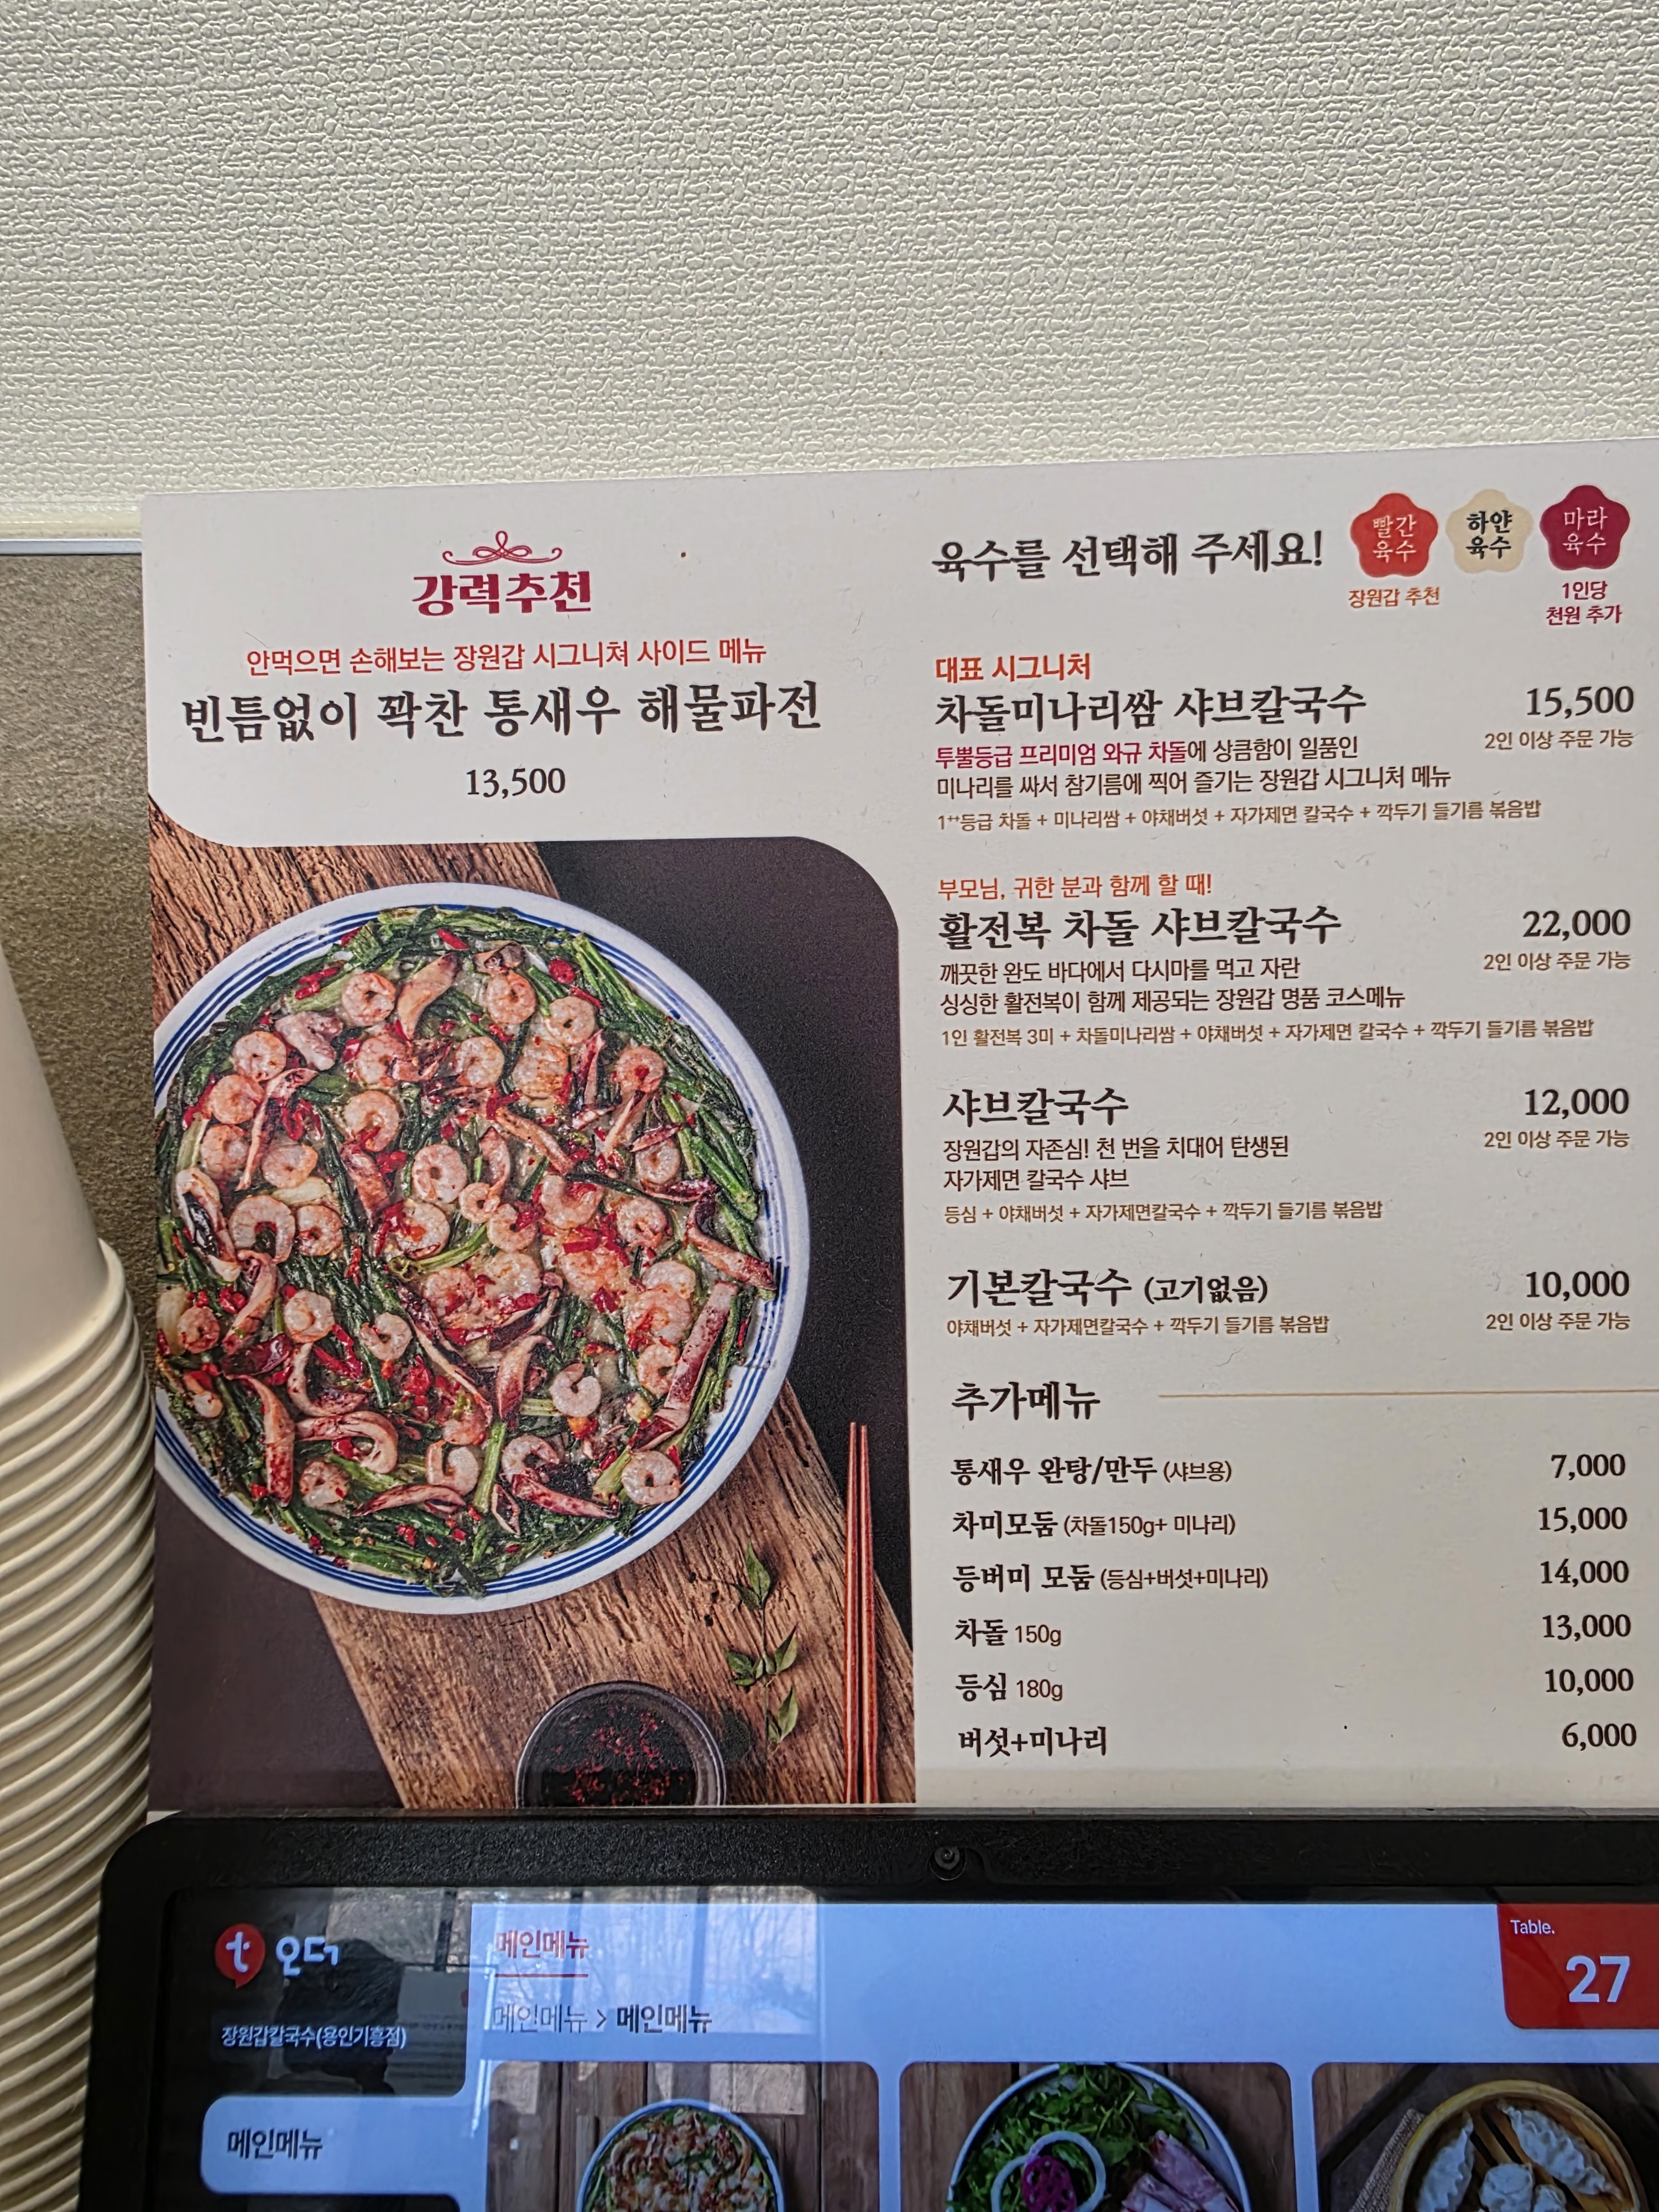 강력추천
안먹으면 손해보는 장원갑 시그니쳐 사이드 메뉴
빈틈없이 꽉찬 통새우 해물파전
13,500
육수를 선택해 주세요!
빨간
육수
장원갑 추천
하얀
육수
마라
육수
1인당
천원 추가
대표 시그니처
차돌미나리쌈 샤브칼국수 15,500
2인 이상 주문 가능
투뿔등급 프리미엄 와규 차돌에 상큼함이 일품인
미나리를 싸서 참기름에 찍어 즐기는 장원갑 시그니처 메뉴
1++등급 차돌 + 미나리쌈 + 야채버섯 + 자가제면 칼국수 + 깍두기 들기름 볶음밥
부모님, 귀한 분과 함께 할 때!
활전복 차돌 샤브칼국수 22,000
2인 이상 주문 가능
깨끗한 완도 바다에서 다시마를 먹고 자란
싱싱한 활전복이 함께 제공되는 장원갑 명품 코스메뉴
1인 활전복 3미 + 차돌미나리쌈 + 야채버섯 + 자가제면 칼국수 + 깍두기 들기름 볶음밥
샤브칼국수 12,000
2인 이상 주문 가능
장원갑의 자존심! 천 번을 치대어 탄생된
자가제면 칼국수 샤브
등심 + 야채버섯 + 자가제면칼국수 + 깍두기 들기름 볶음밥
기본칼국수 (고기없음) 10,000
야채버섯 + 자가제면칼국수 + 깍두기 들기름 볶음밥 2인 이상 주문 가능
추가메뉴
통새우 완탕/만두 (샤브용) 7,000
차미모둠 (차돌150g+ 미나리) 15,000
등버미 모둠 (등심+버섯+미나리) 14,000
차돌 150g 13,000
등심 180g 10,000
버섯+미나리 6,000
t 오더
장원갑칼국수(용인기흥점)
메인메뉴
메인메뉴
메인메뉴 > 메인메뉴
Table.
27